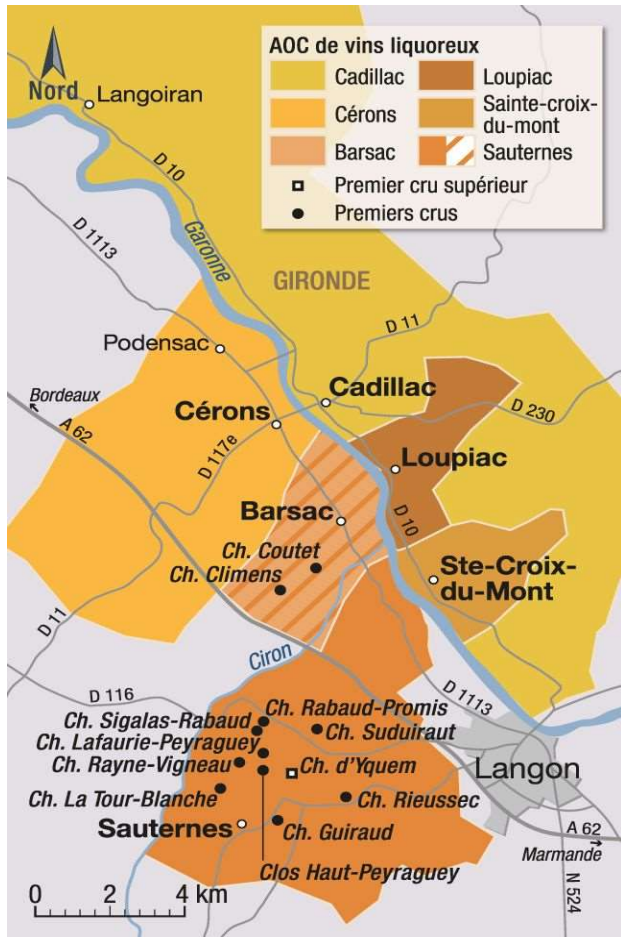 Nord
AOC de vins liquoreux
Cadillac
Cérons
Barsac
Loupiac
Sainte-croix-
du-mont
Sauternes
Premier cru supérieur
Premiers crus
Langoiran
D 10
D 1113
Garonne
GIRONDE
D 11
Podensac
Bordeaux
A 62
Cadillac
Cérons
D 230
D 117e
Loupiac
Barsac
D 10
Ch. Coutet
Ch. Climens
Ste-Croix-
du-Mont
D 11
Ciron
D 116
D 1113
Ch. Rabaud-Promis
Ch. Sigalas-Rabaud
Ch. Suduiraut
Ch. Lafaurie-Peyraguey
Ch. Rayne-Vigneau
Ch. d'Yquem
Langon
Ch. La Tour-Blanche
Ch. Rieussec
Sauternes
Ch. Guiraud
A 62
Marmande
Clos Haut-Peyraguey
N 524
0 2 4 km